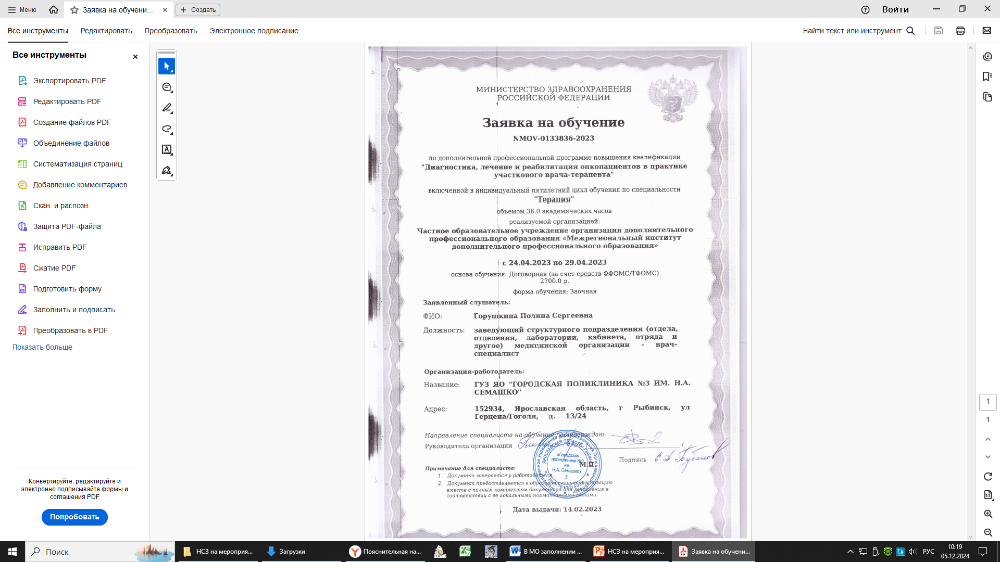 Меню
Заявка на обучени...
Создать
Войти
Все инструменты
Редактировать
Преобразовать
Электронное подписание
Найти текст или инструмент
Все инструменты
Экспортировать PDF
Редактировать PDF
Создание файлов PDF
Объединение файлов
Систематизация страниц
Добавление комментариев
Скан. и распозн.
Защита PDF-файла
Исправить PDF
Сжатие PDF
Подготовить форму
Заполнить и подписать
Преобразовать в PDF
Показать больше
Конвертируйте, редактируйте и
электронно подписывайте формы и
соглашения PDF
Попробовать
МИНИСТЕРСТВО ЗДРАВООХРАНЕНИЯ
РОССИЙСКОЙ ФЕДЕРАЦИИ
Заявка на обучение
NMOV-0133836-2023
по дополнительной профессиональной программе повышения квалификации
"Диагностика, лечение и реабилитация онкопациентов в практике
участкового врача-терапевта"
включенной в индивидуальный пятилетний цикл обучения по специальности
"Терапия"
объемом 36.0 академических часов
реализуемой организацией:
Частное образовательное учреждение организация дополнительного
профессионального образования «Межрегиональный институт
дополнительного профессионального образования»
с 24.04.2023 по 29.04.2023
основа обучения: Договорная (за счет средств ФФОМС/ТФОМС)
2700.0 р.
форма обучения: Заочная
Заявленный слушатель:
ФИО: Горушкина Полина Сергеевна
Должность: заведующий структурного подразделения (отдела,
отделения, лаборатории, кабинета, отряда и
другое) медицинской организации - врач-
специалист
Организация-работодатель:
Название: ГУЗ ЯО "ГОРОДСКАЯ ПОЛИКЛИНИКА №3 ИМ. Н.А.
СЕМАШКО"
Адрес: 152934, Ярославская область, г Рыбинск, ул
Герцена/Гоголя, д. 13/24
Направление специалиста на обучение подтверждаю.
Руководитель организации /
Подпись
М.П.
«Городская
поликлиника №3
им.
Н.А. Семашко»
5
Примечание для специалиста:
1. Документ заверяется у работодателя.
2. Документ предоставляется в образовательную организацию
вместе с полным комплектом документов для зачисления в
соответствии с ее локальными нормативными актами.
Дата выдачи: 14.02.2023
1
1
Поиск
НСЗ на мероприя...
Загрузки
Пояснительная на...
В МО заполнении ...
НСЗ на мероприя...
Заявка на обучени...
РУС
10:19
05.12.2024